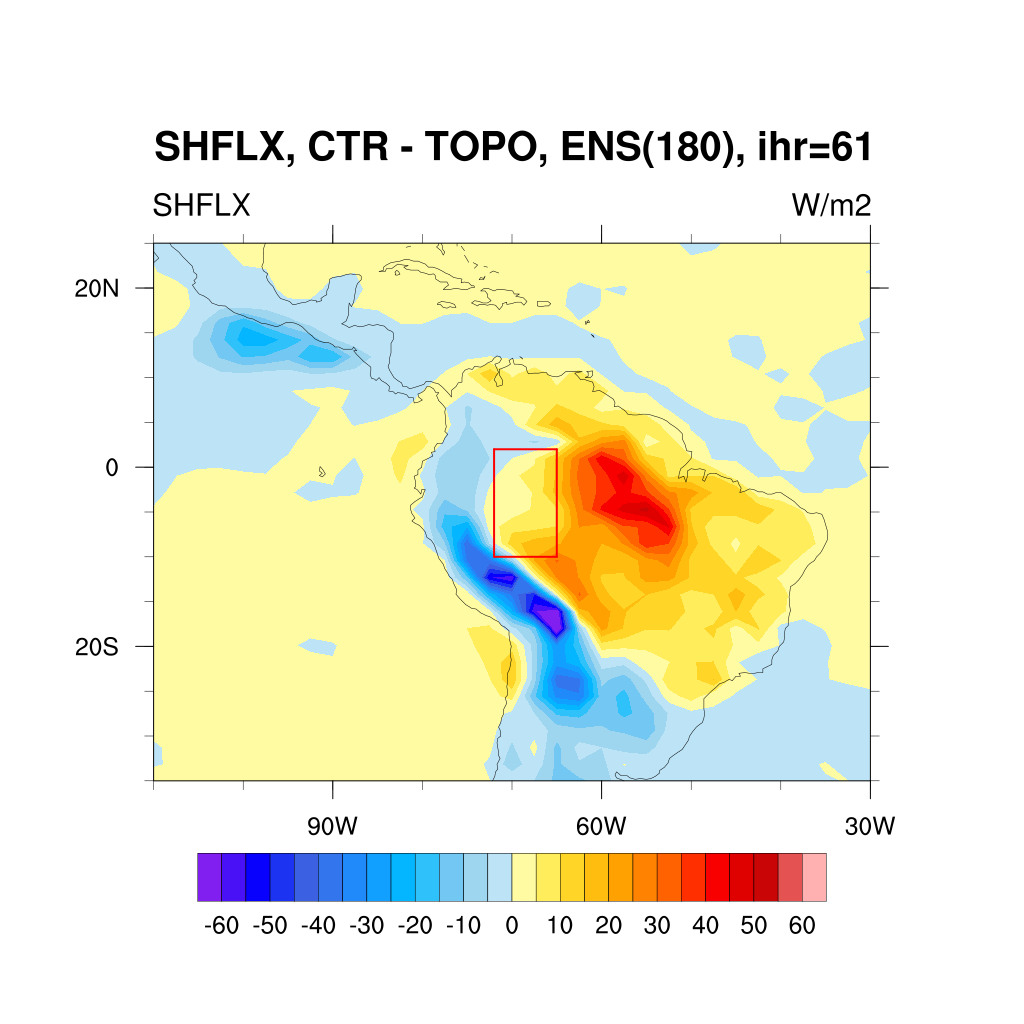 SHFLX, CTR - TOPO, ENS(180), ihr=61
SHFLX W/m2
20N
0
20S
90W 60W 30W
-60 -50 -40 -30 -20 -10 0 10 20 30 40 50 60